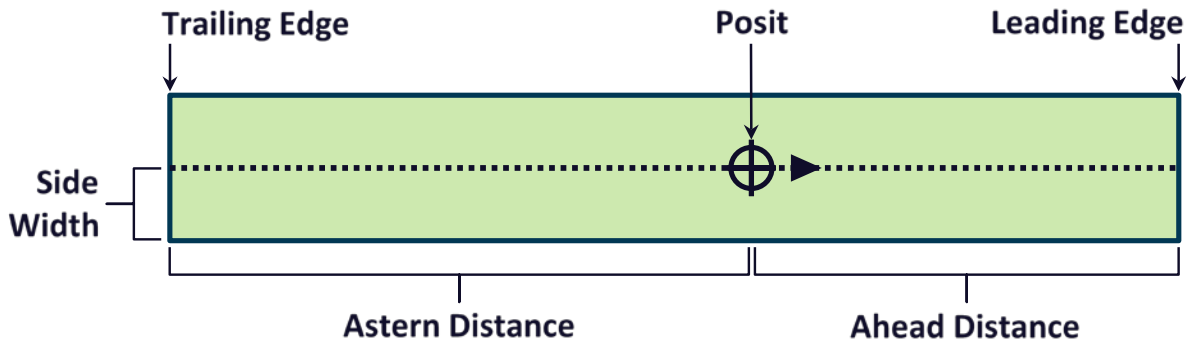 Trailing Edge
Posit
Leading Edge
Side
Width
Astern Distance
Ahead Distance